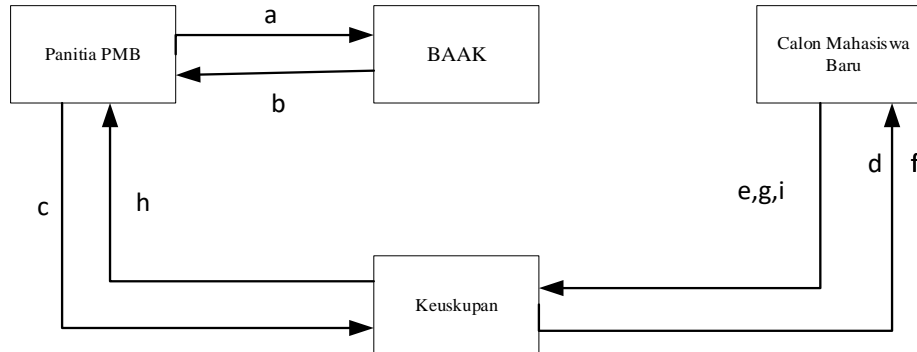 a
Panitia PMB
BAAK
Calon Mahasiswa
Baru
b
d
f
e,g,i
c
h
Keuskupan